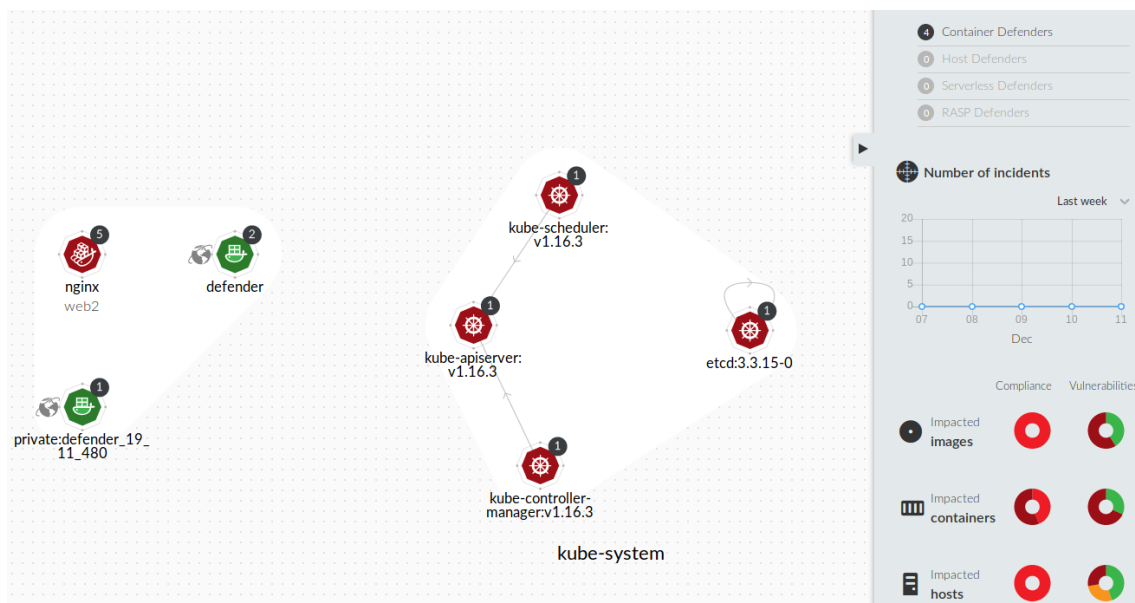 4 Container Defenders
0 Host Defenders
0 Serverless Defenders
0 RASP Defenders
Number of incidents
Last week
20
15
10
5
0
07 08 09 10 11
Dec
Compliance Vulnerabilities
Impacted
images
Impacted
containers
Impacted
hosts
5
nginx
web2
2
defender
1
private:defender_19_
11_480
1
kube-scheduler:
v1.16.3
1
kube-apiserver:
v1.16.3
1
etcd:3.3.15-0
1
kube-controller-
manager:v1.16.3
kube-system